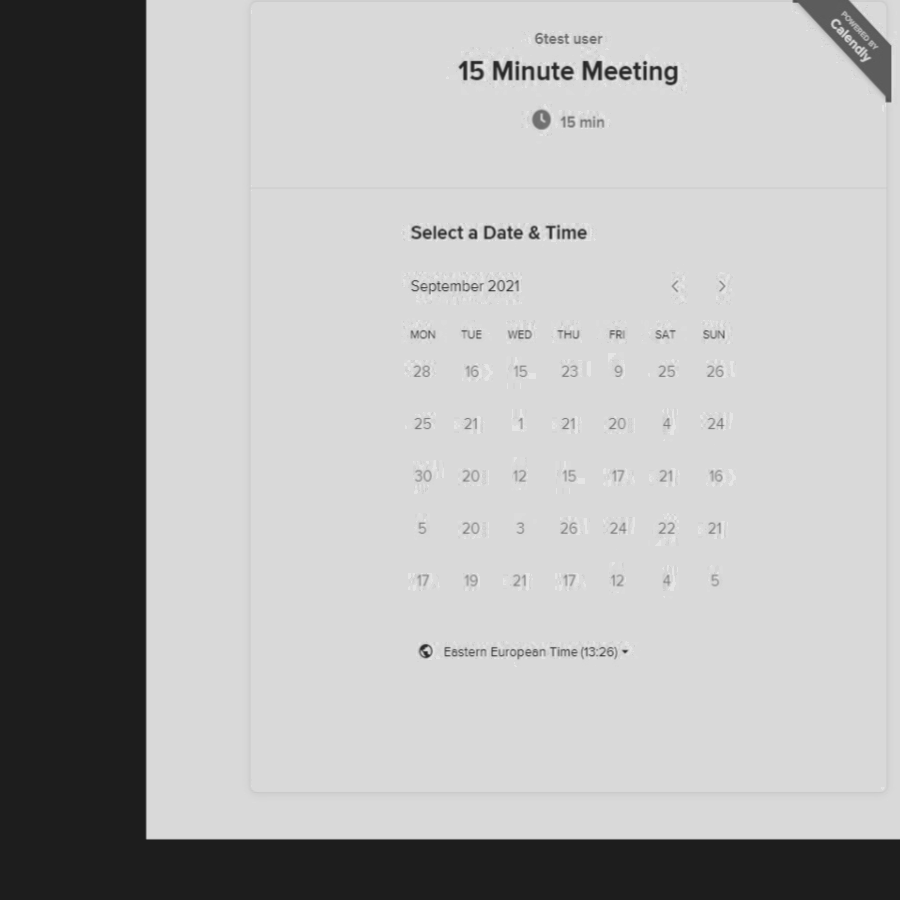 POWERED BY
Calendly
6test user
15 Minute Meeting
15 min
Select a Date & Time
September 2021
MON TUE WED THU FRI SAT SUN
28 16 15 23 9 25 26
25 21 1 21 20 4 24
30 20 12 15 17 21 16
5 20 3 26 24 22 21
17 19 21 17 12 4 5
Eastern European Time (13:26)